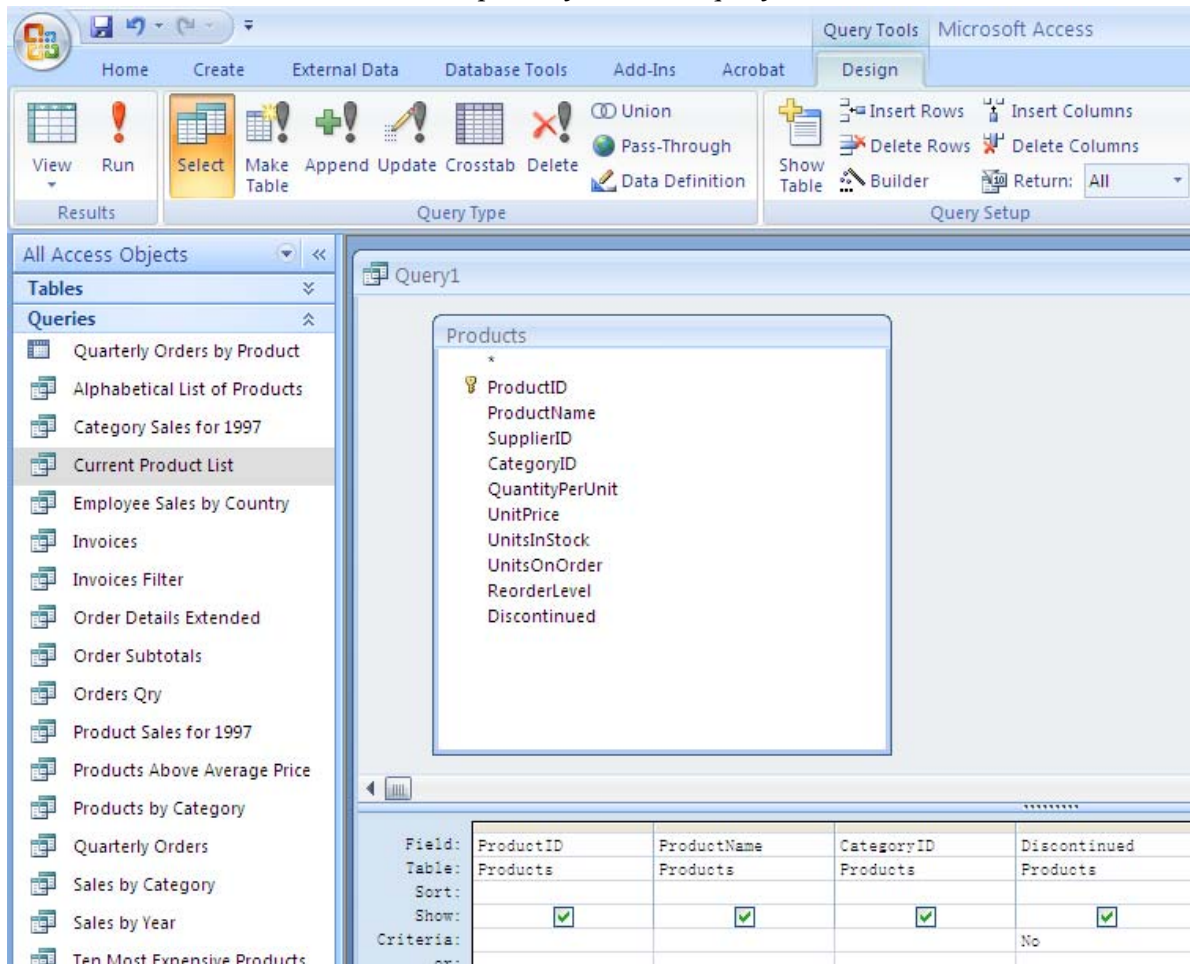 Query Tools Microsoft Access
Home Create External Data Database Tools Add-Ins Acrobat Design
View
Run
Select
Make Table
Append
Update
Crosstab
Delete
Union
Pass-Through
Data Definition
Show Table
Insert Rows
Delete Rows
Builder
Insert Columns
Delete Columns
Return: All
Results
Query Type
Query Setup
All Access Objects
Tables
Queries
Quarterly Orders by Product
Alphabetical List of Products
Category Sales for 1997
Current Product List
Employee Sales by Country
Invoices
Invoices Filter
Order Details Extended
Order Subtotals
Orders Qry
Product Sales for 1997
Products Above Average Price
Products by Category
Quarterly Orders
Sales by Category
Sales by Year
Ten Most Expensive Products
Query1
Products
*
ProductID
ProductName
SupplierID
CategoryID
QuantityPerUnit
UnitPrice
UnitsInStock
UnitsOnOrder
ReorderLevel
Discontinued
Field: ProductID ProductName CategoryID Discontinued
Table: Products Products Products Products
Sort:
Show:
Criteria: No
or: